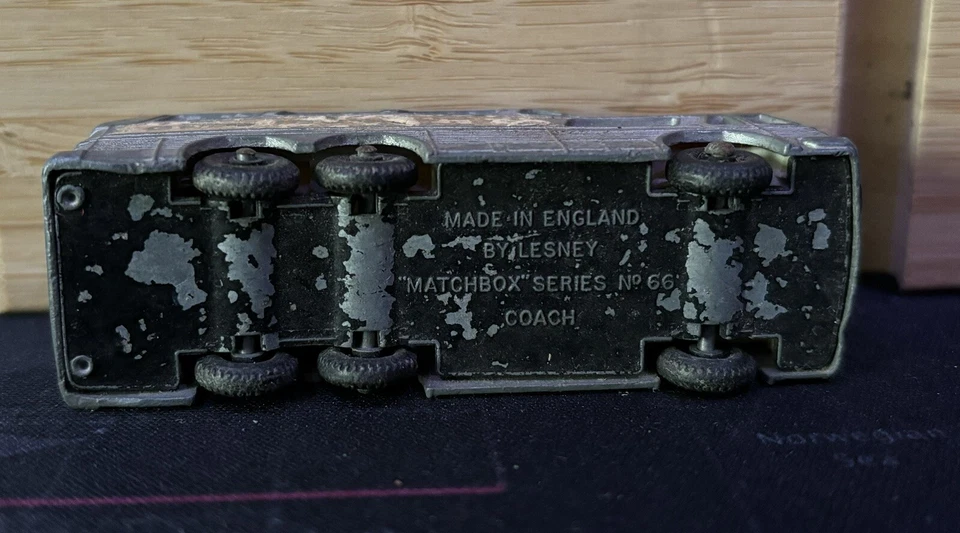 MADE IN ENGLAND
BY LESNEY
"MATCHBOX" SERIES Nº 66
COACH
Norwegian
Sea